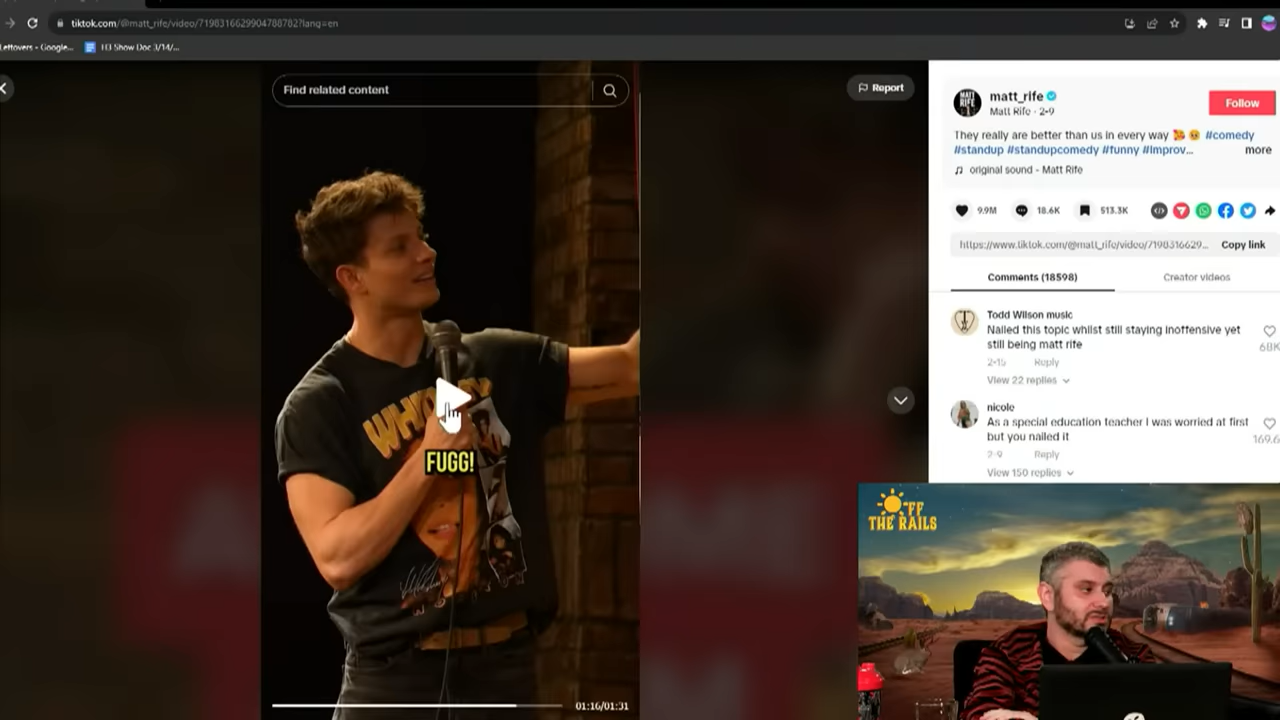 tiktok.com/@matt_rife/video/7198316629904788782?lang=en
Leftovers - Google...
H3 Show Doc 3/14/...
Find related content
Report
matt_rife
Matt Rife · 2-9
Follow
They really are better than us in every way #comedy
#standup #standupcomedy #funny #improv...
more
original sound - Matt Rife
9.9M
18.6K
513.3K
https://www.tiktok.com/@matt_rife/video/7198316629...
Copy link
Comments (18598)
Creator videos
Todd Wilson music
Nailed this topic whilst still staying inoffensive yet
still being matt rife
68K
2-15
Reply
View 22 replies
nicole
As a special education teacher I was worried at first
but you nailed it
169.6
2-9
Reply
View 150 replies
FUGG!
OFF
THE RAILS
01:16/01:31